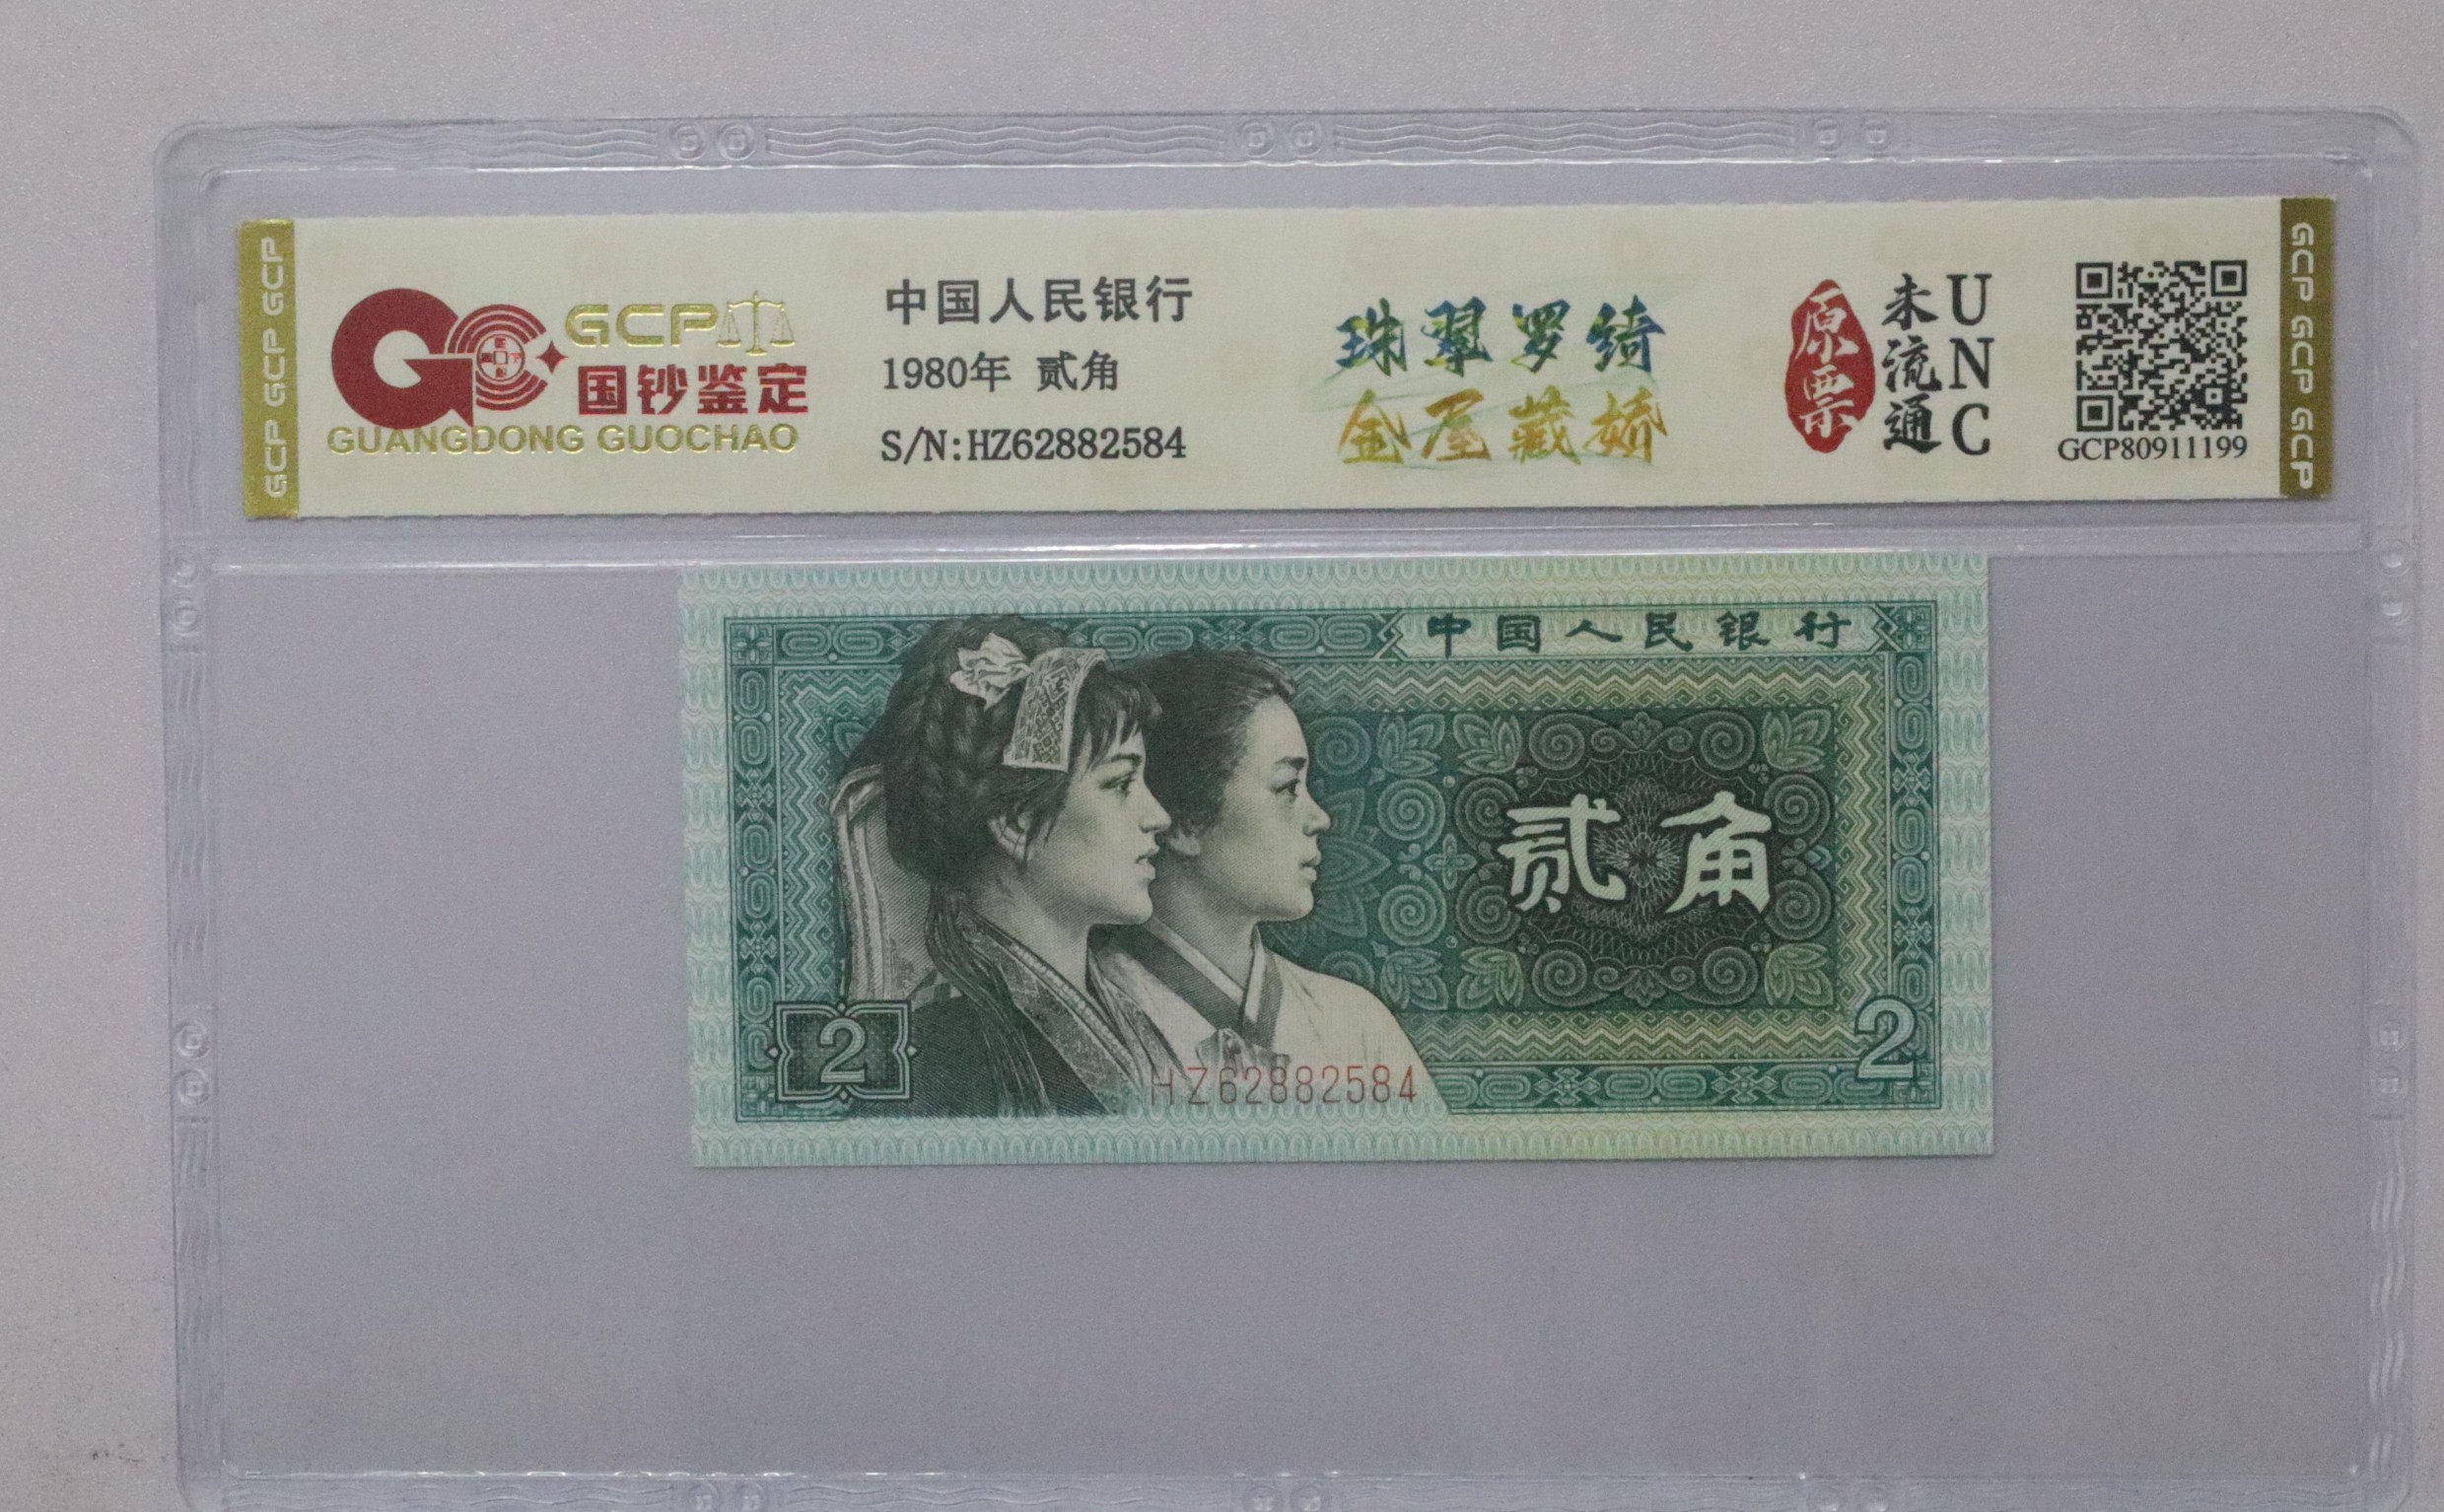 GCP GCP GCP
GCP
国钞鉴定
GUANGDONG GUOCHAO
中国人民银行
1980年 贰角
S/N:HZ62882584
珠翠罗绮
金屋藏娇
原票
未流通
UNC
GCP80911199
GCP GCP GCP
中国人民银行
贰角
2
2
HZ62882584